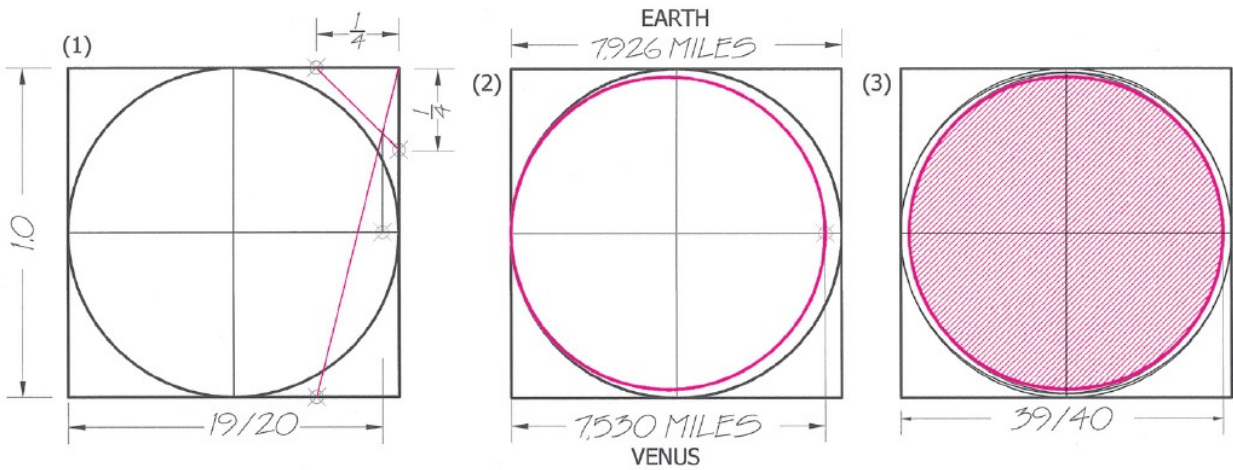 (1)
1/4
1/4
1.0
19/20
EARTH
7,926 MILES
(2)
7,530 MILES
VENUS
(3)
39/40